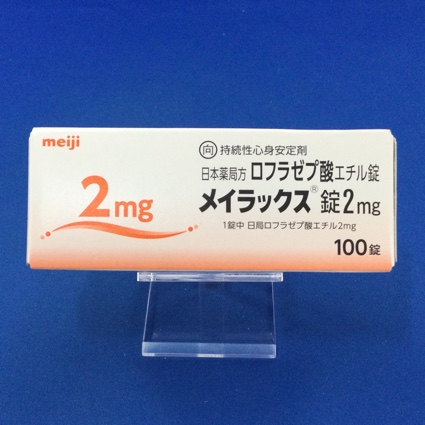 meiji
2mg
向 持続性心身安定剤
日本薬局方 ロフラゼプ酸エチル錠
メイラックス® 錠2mg
1錠中 日局ロフラゼプ酸エチル2mg
100錠